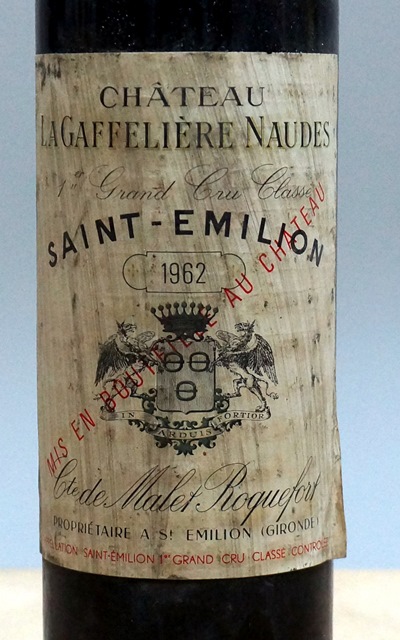 CHÂTEAU
LA GAFFELIÈRE NAUDES
1er Grand Cru Classé
SAINT-EMILION
1962
MIS EN BOUTEILLE AU CHATEAU
IN ARDUIS FORTIOR
Cte de Malet Roquefort
PROPRIÉTAIRE A St EMILION (GIRONDE)
APPELLATION SAINT-ÉMILION 1er GRAND CRU CLASSÉ CONTROLÉE